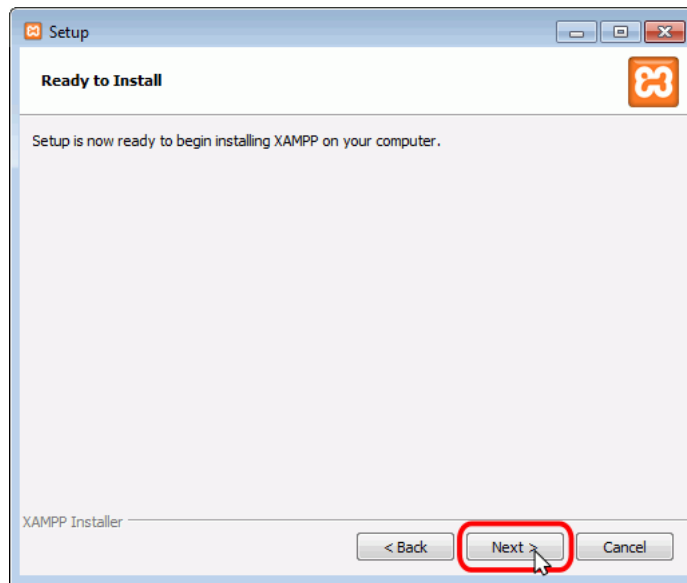 Setup
Ready to Install
Setup is now ready to begin installing XAMPP on your computer.
XAMPP Installer
< Back
Next >
Cancel